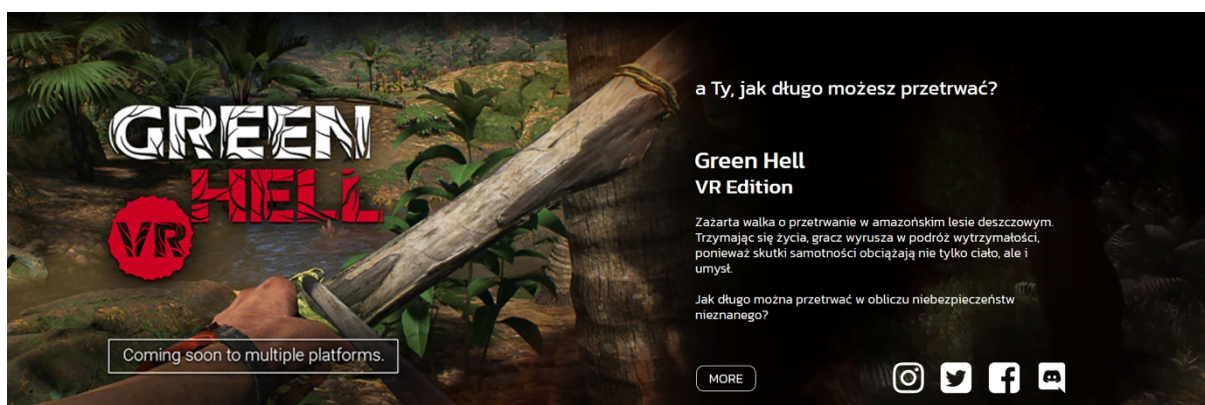 GREEN
HELL
VR
Coming soon to multiple platforms.
a Ty, jak długo możesz przetrwać?
Green Hell
VR Edition
Zażarta walka o przetrwanie w amazońskim lesie deszczowym.
Trzymając się życia, gracz wyrusza w podróż wytrzymałości,
ponieważ skutki samotności obciążają nie tylko ciało, ale i
umysł.
Jak długo można przetrwać w obliczu niebezpieczeństw
nieznanego?
MORE